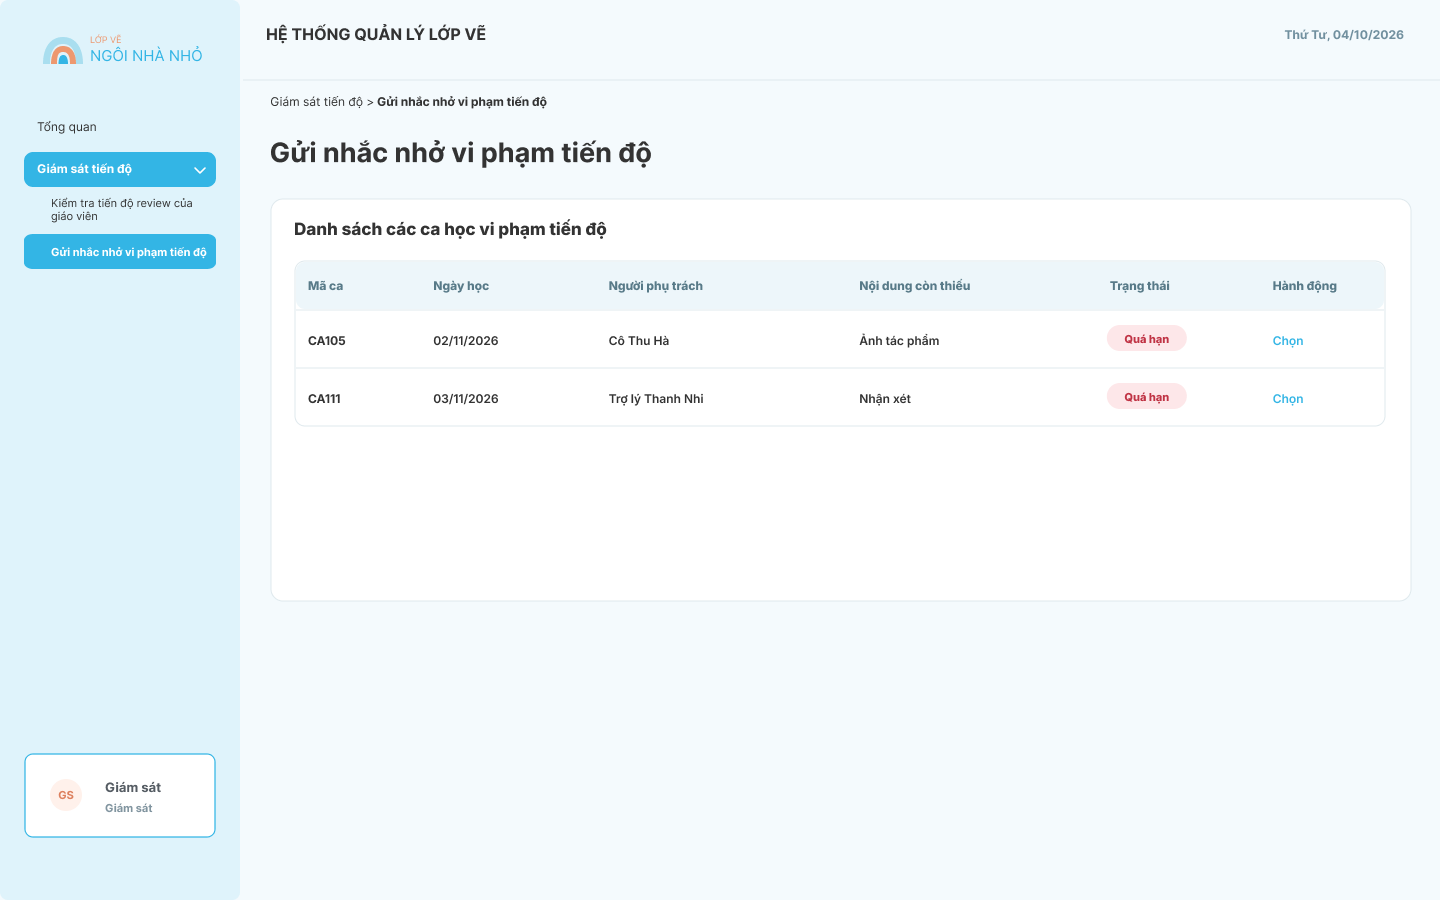 LỚP VẼ
NGÔI NHÀ NHỎ
Tổng quan
Giám sát tiến độ
Kiểm tra tiến độ review của
giáo viên
Gửi nhắc nhở vi phạm tiến độ
GS
Giám sát
Giám sát
HỆ THỐNG QUẢN LÝ LỚP VẼ
Thứ Tư, 04/10/2026
Giám sát tiến độ > Gửi nhắc nhở vi phạm tiến độ
Gửi nhắc nhở vi phạm tiến độ
Danh sách các ca học vi phạm tiến độ
Mã ca Ngày học Người phụ trách Nội dung còn thiếu Trạng thái Hành động
CA105 02/11/2026 Cô Thu Hà Ảnh tác phẩm Quá hạn Chọn
CA111 03/11/2026 Trợ lý Thanh Nhi Nhận xét Quá hạn Chọn